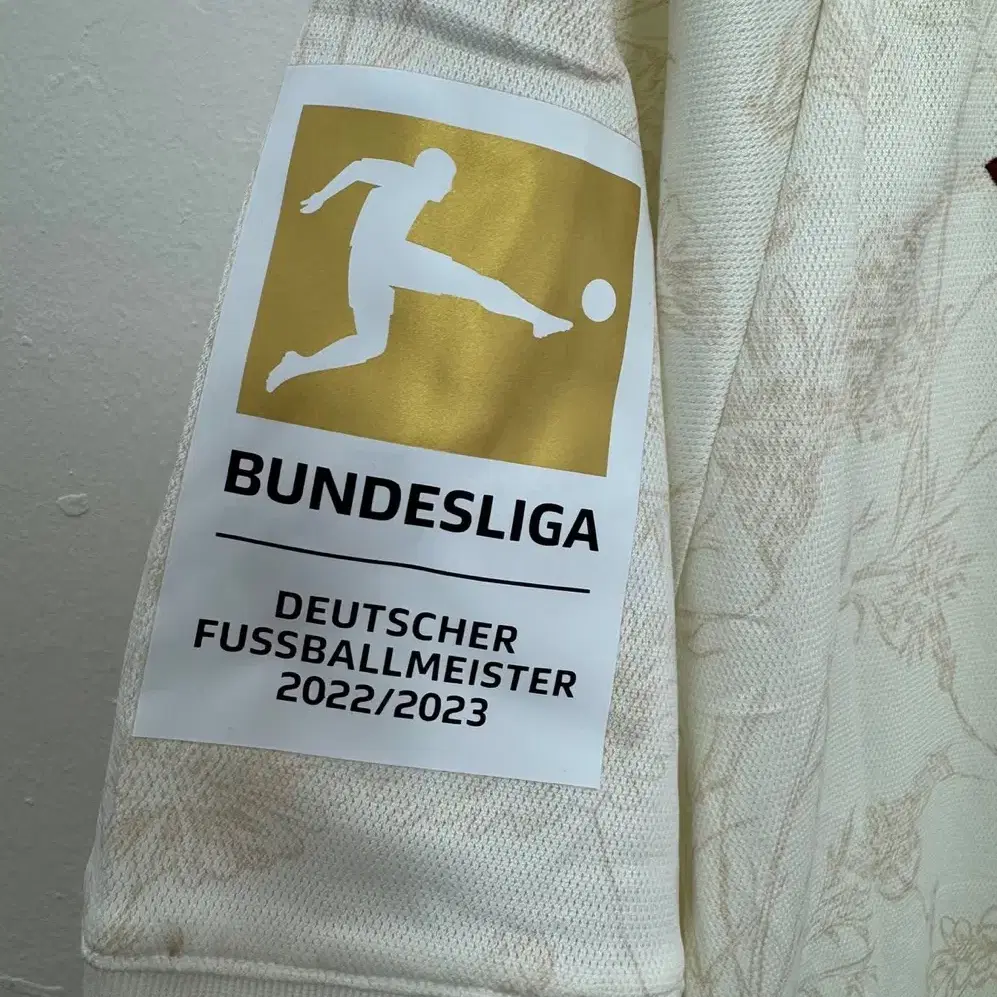 BUNDESLIGA
DEUTSCHER
FUSSBALLMEISTER
2022/2023